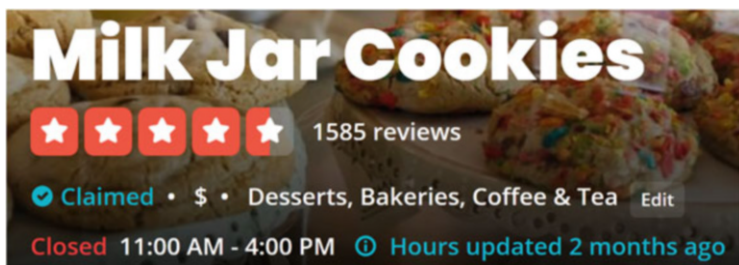 Milk Jar Cookies
1585 reviews
Claimed • $ • Desserts, Bakeries, Coffee & Tea Edit
Closed 11:00 AM - 4:00 PM Hours updated 2 months ago